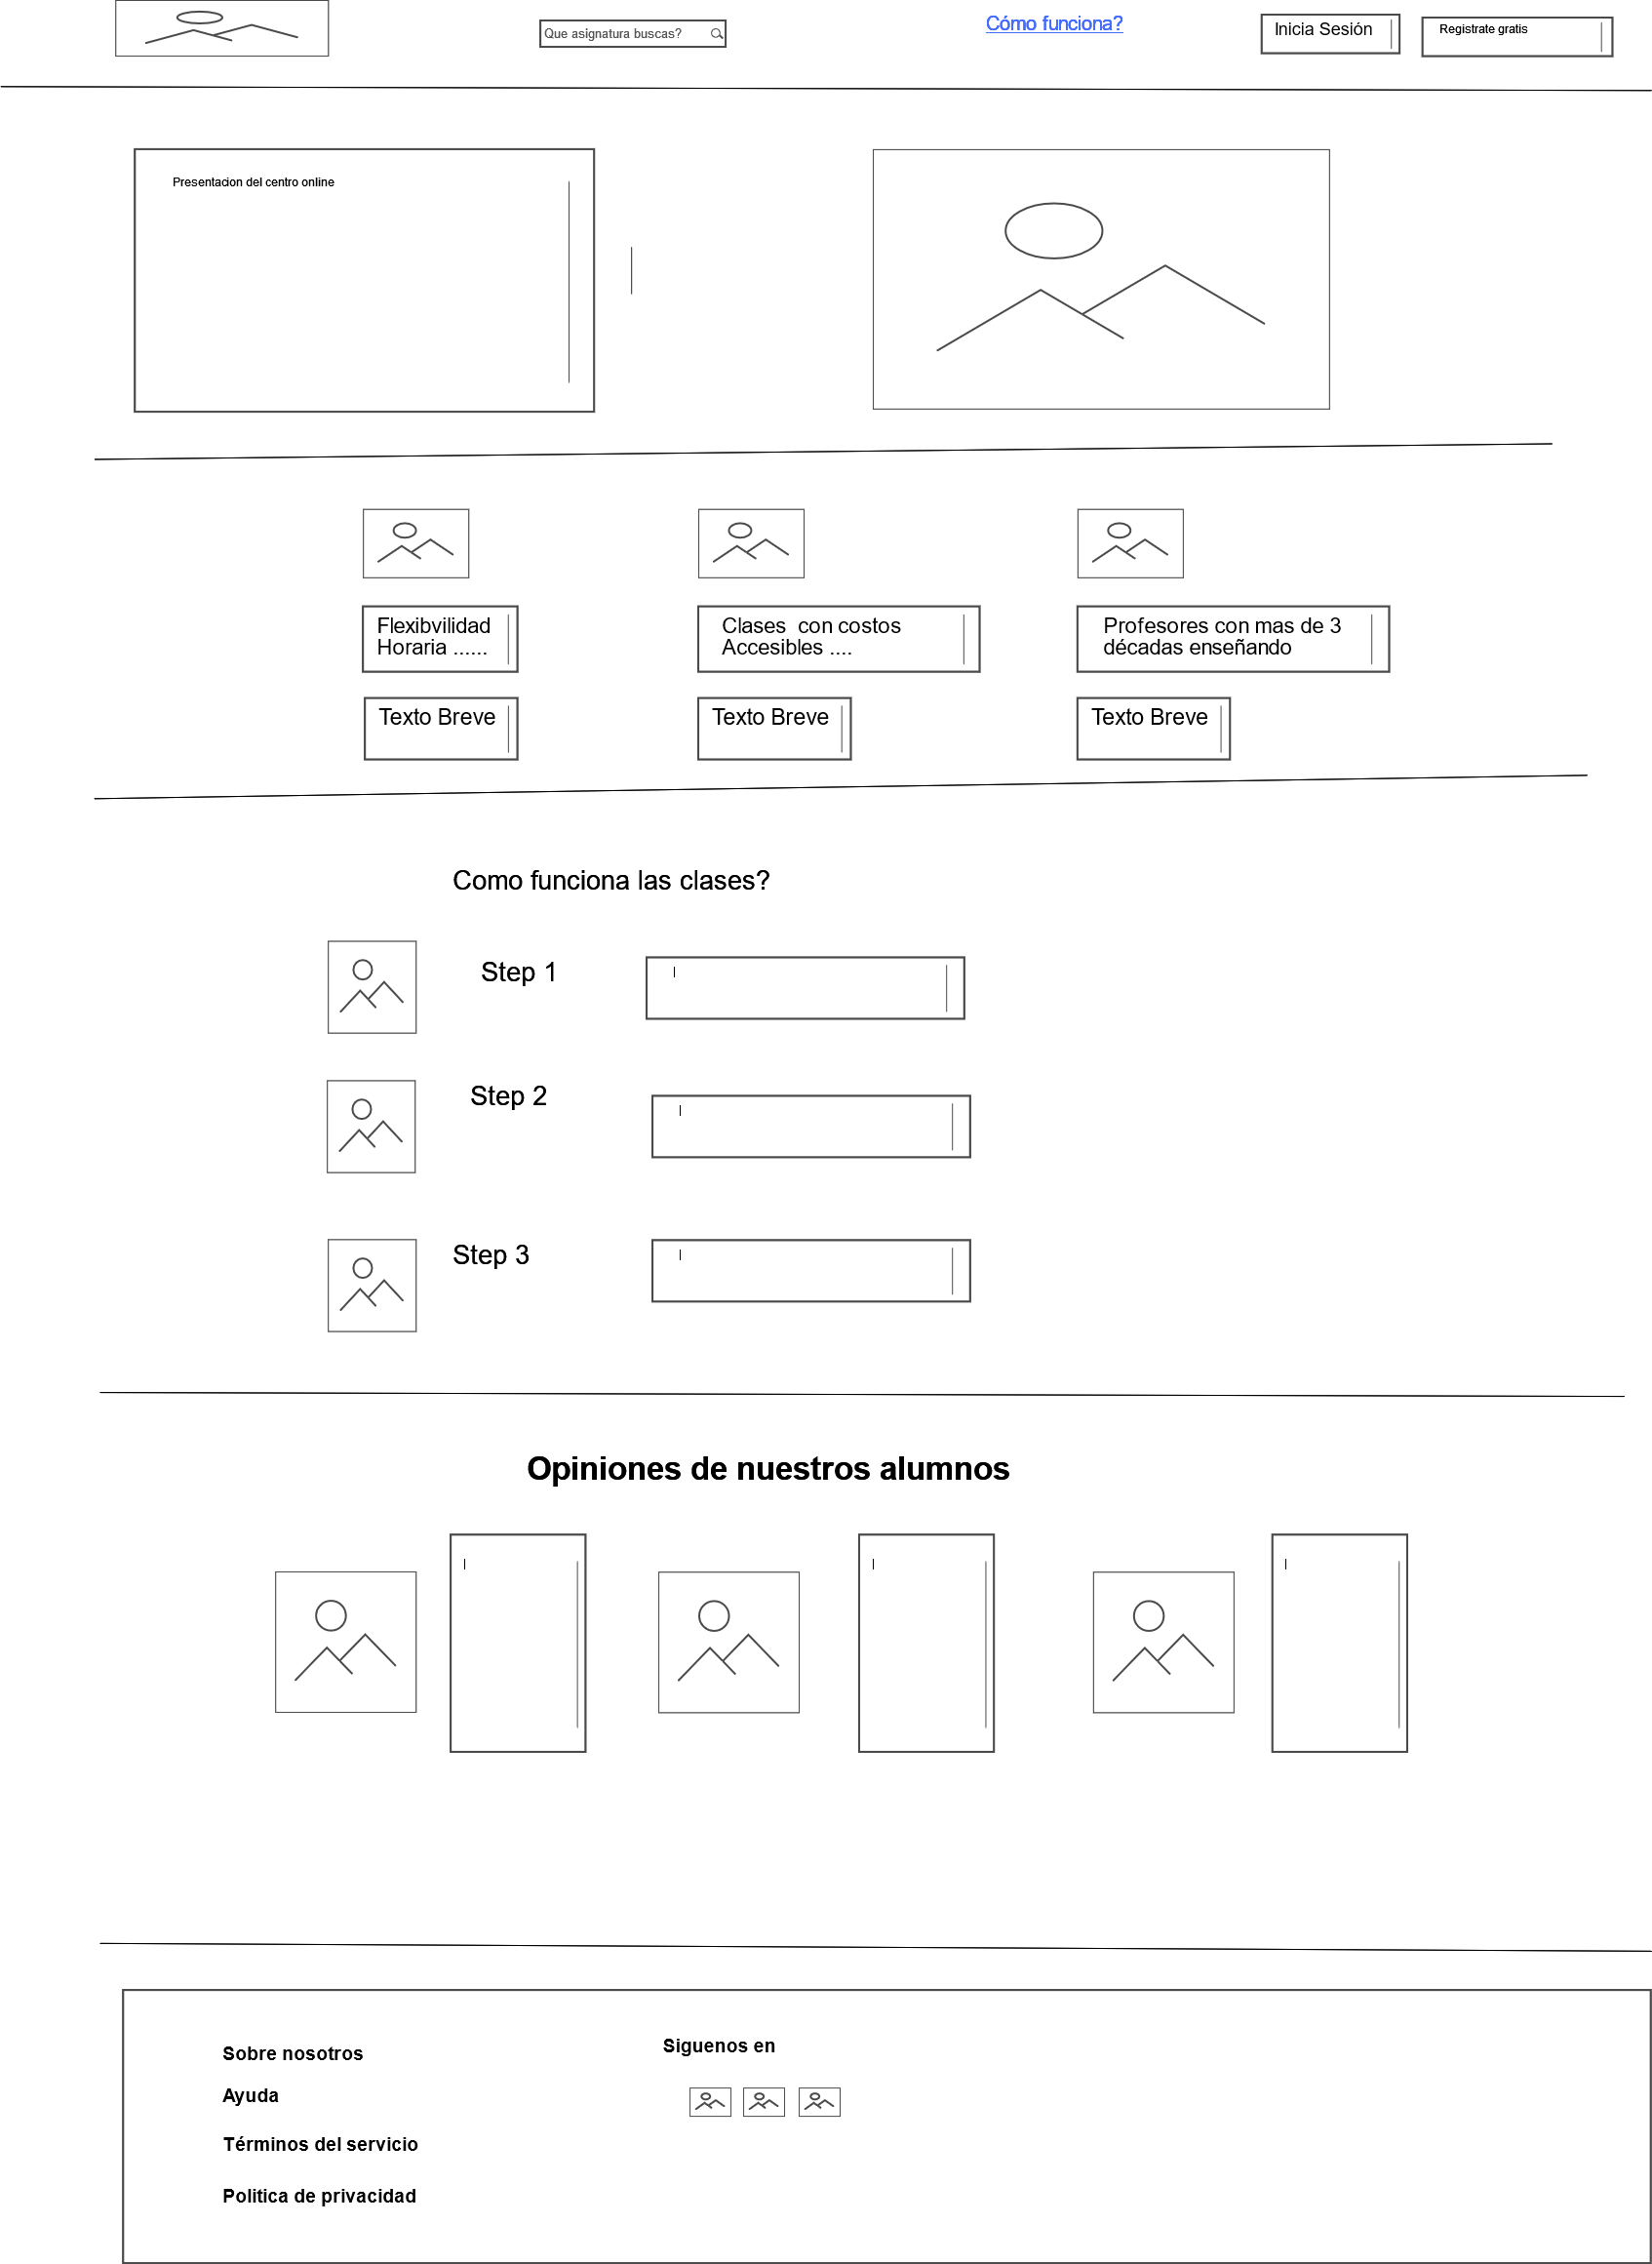 Que asignatura buscas?
Cómo funciona?
Inicia Sesión
Registrate gratis
Presentacion del centro online
Flexibvilidad
Horaria ......
Clases  con costos
Accesibles ....
Profesores con mas de 3
décadas enseñando
Texto Breve
Texto Breve
Texto Breve
Como funciona las clases?
Step 1
Step 2
Step 3
Opiniones de nuestros alumnos
Sobre nosotros
Ayuda
Términos del servicio
Politica de privacidad
Siguenos en